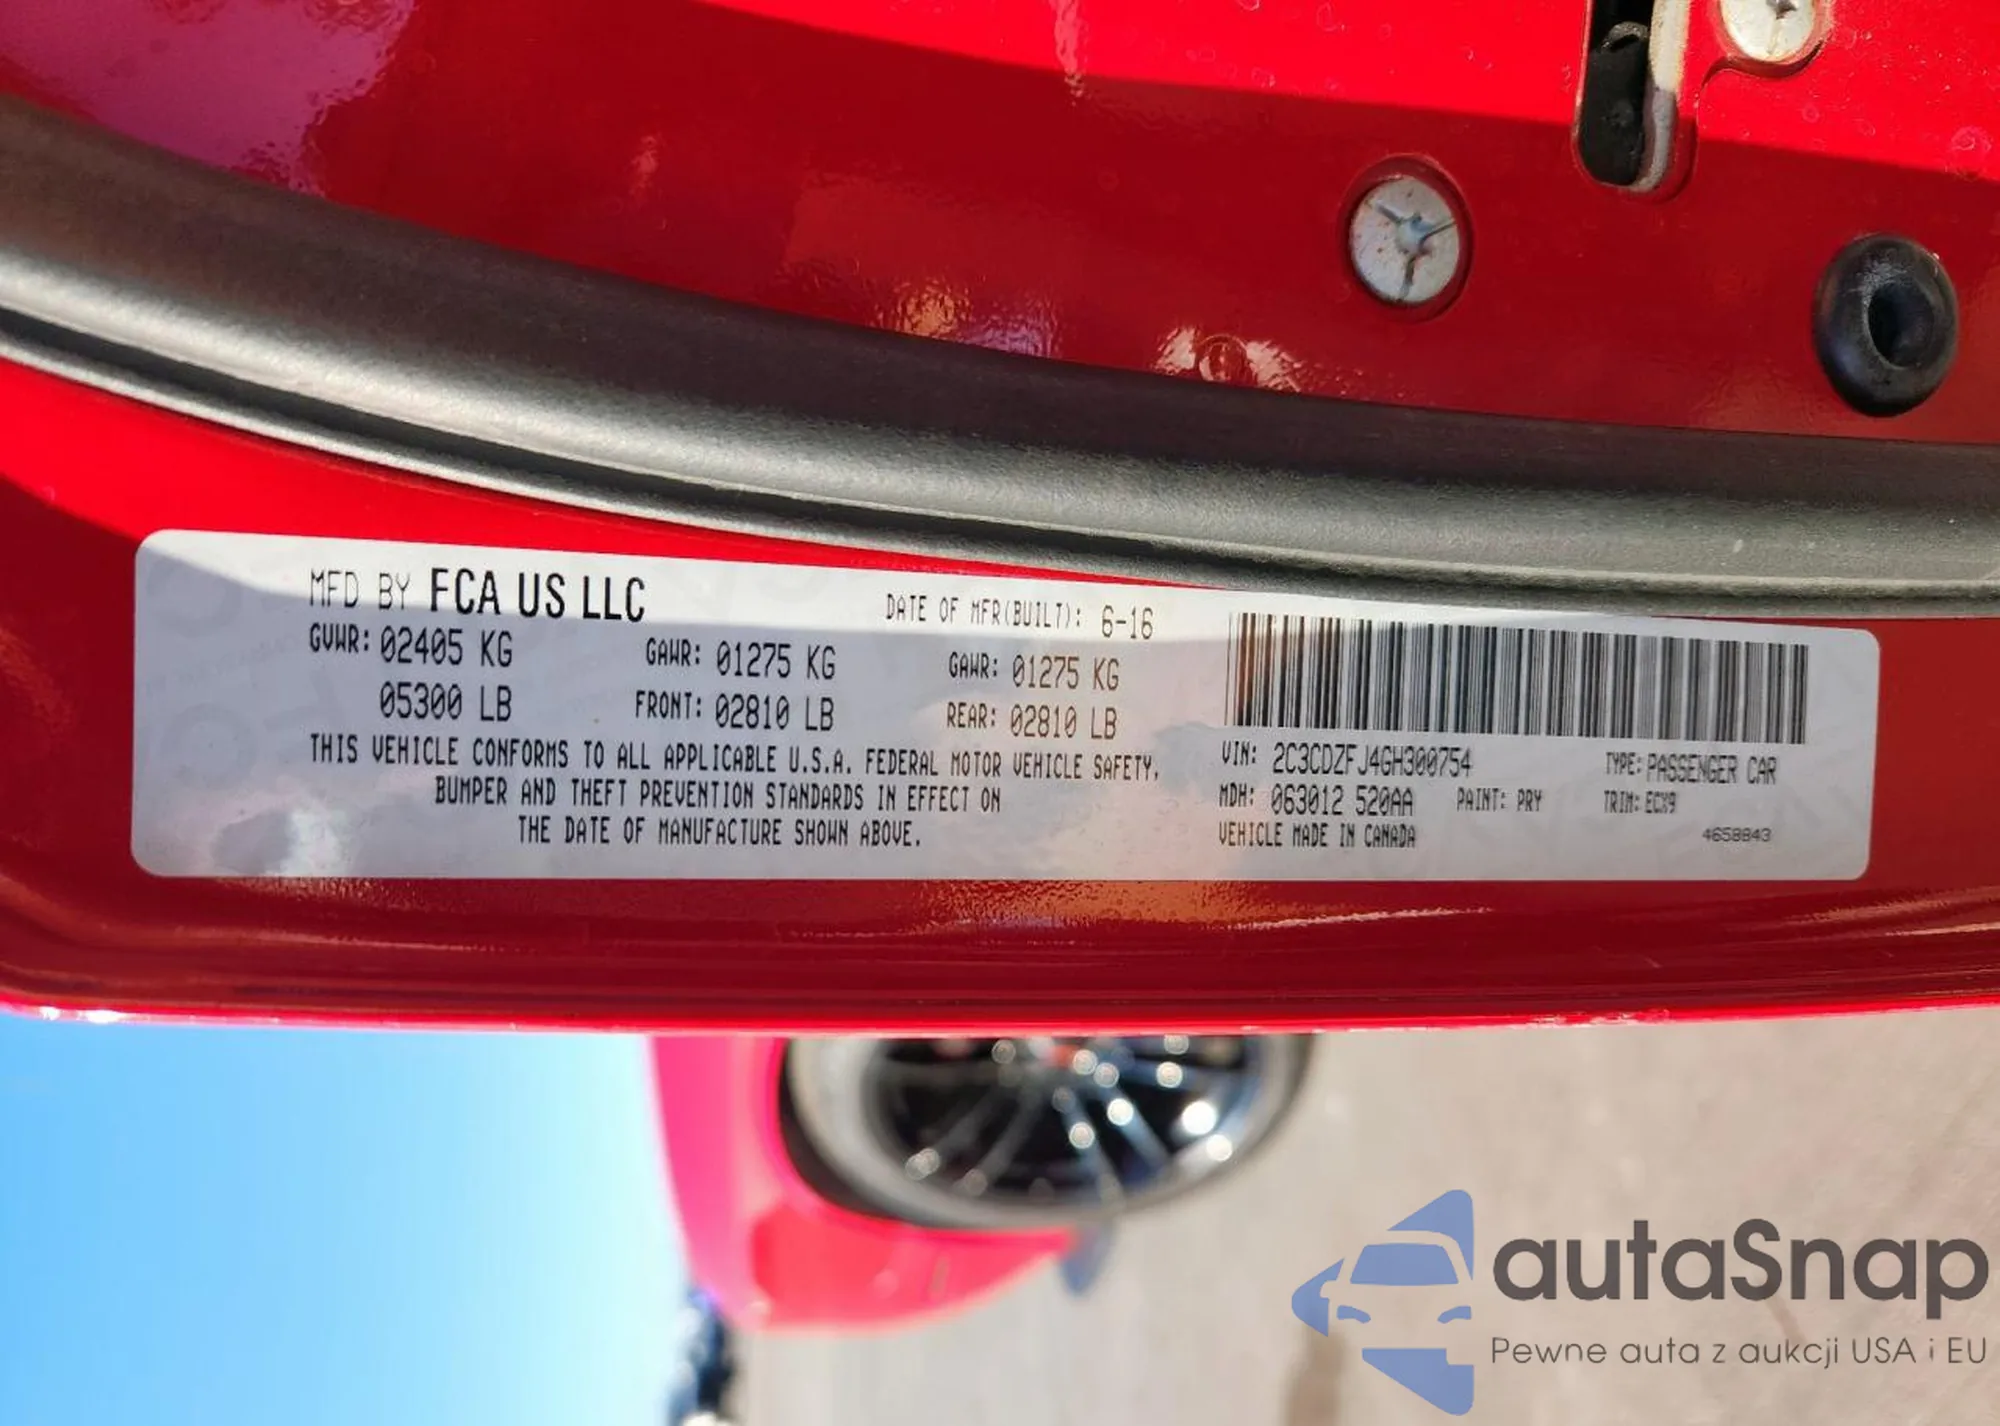 MFD BY FCA US LLC DATE OF MFR(BUILT): 6-16
GVWR: 02405 KG GAWR: 01275 KG GAWR: 01275 KG
05300 LB FRONT: 02810 LB REAR: 02810 LB
THIS VEHICLE CONFORMS TO ALL APPLICABLE U.S.A. FEDERAL MOTOR VEHICLE SAFETY,
BUMPER AND THEFT PREVENTION STANDARDS IN EFFECT ON
THE DATE OF MANUFACTURE SHOWN ABOVE.
VIN: 2C3CDZFJ4GH300754 TYPE: PASSENGER CAR
MDH: 063012 520AA PAINT: PRY TRIM: ECX9
VEHICLE MADE IN CANADA 4658843
autaSnap
Pewne auta z aukcji USA i EU